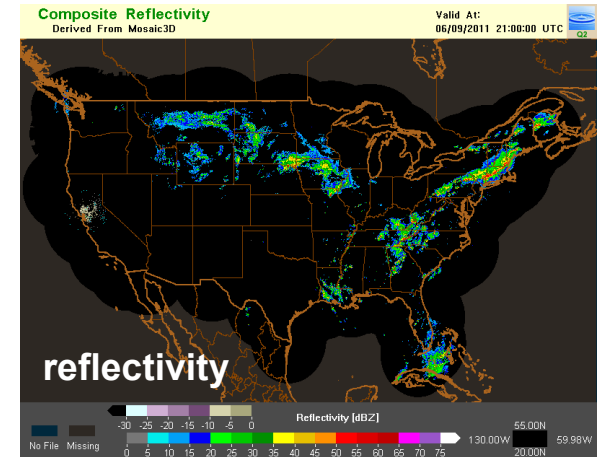 Composite Reflectivity
Derived From Mosaic3D
Valid At:
06/09/2011 21:00:00 UTC
Q2
reflectivity
Reflectivity [dBZ]
-30 -25 -20 -15 -10 -5 0
No File Missing
0 5 10 15 20 25 30 35 40 45 50 55 60 65 70 75
55.00N
130.00W 59.98W
20.00N